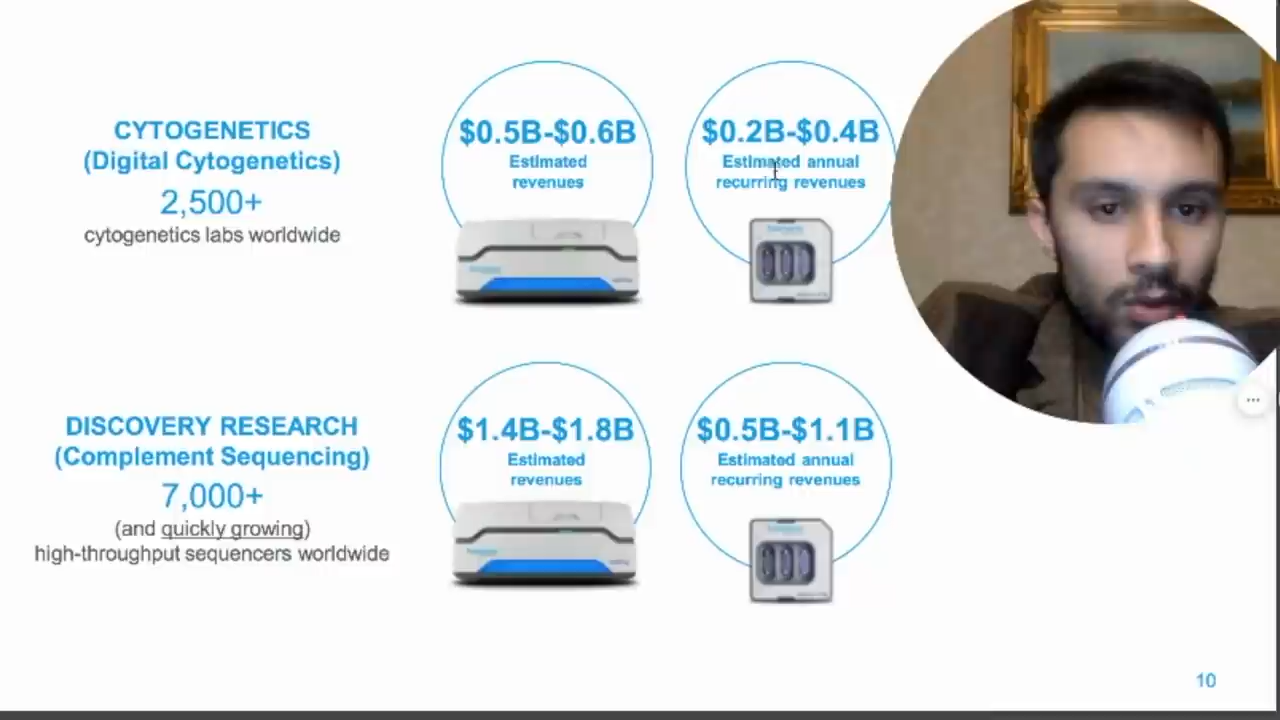 CYTOGENETICS
(Digital Cytogenetics)
2,500+
cytogenetics labs worldwide
$0.5B-$0.6B
Estimated
revenues
$0.2B-$0.4B
Estimated annual
recurring revenues
DISCOVERY RESEARCH
(Complement Sequencing)
7,000+
(and quickly growing)
high-throughput sequencers worldwide
$1.4B-$1.8B
Estimated
revenues
$0.5B-$1.1B
Estimated annual
recurring revenues
10